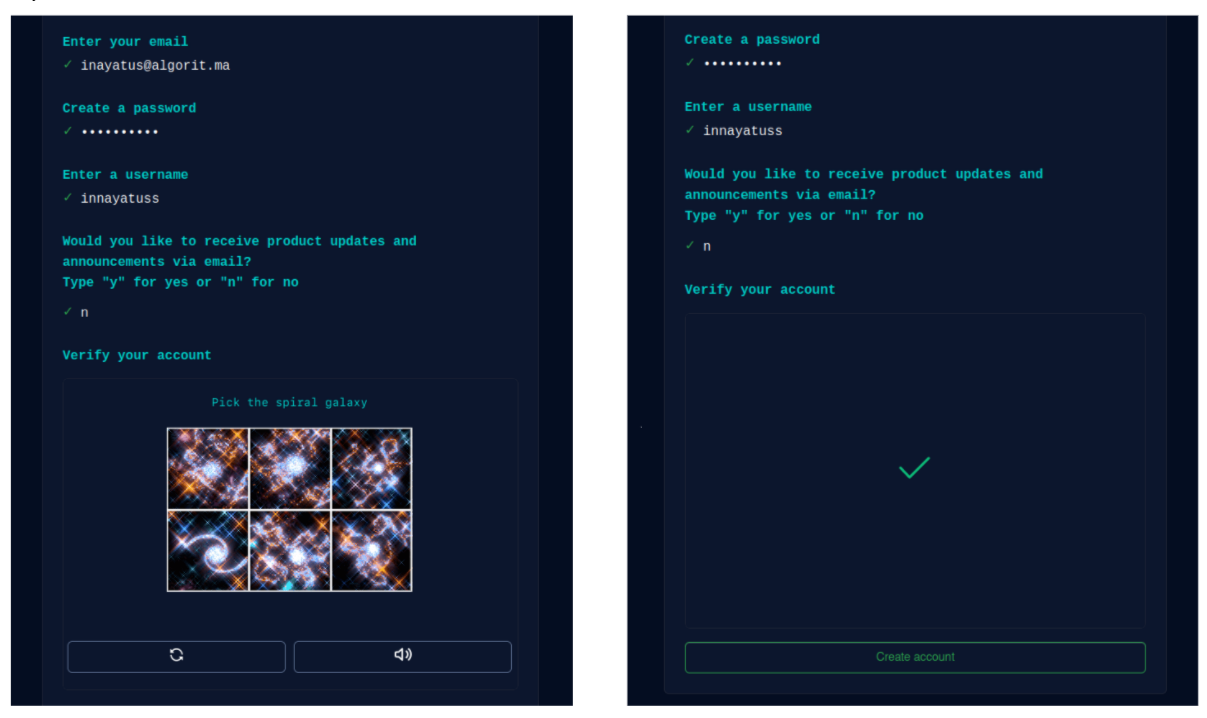 Enter your email
✓ inayatus@algorit.ma
Create a password
✓ ••••••••••
Enter a username
✓ innayatuss
Would you like to receive product updates and
announcements via email?
Type "y" for yes or "n" for no
✓ n
Verify your account
Pick the spiral galaxy
Create a password
✓ ••••••••••
Enter a username
✓ innayatuss
Would you like to receive product updates and
announcements via email?
Type "y" for yes or "n" for no
✓ n
Verify your account
Create account